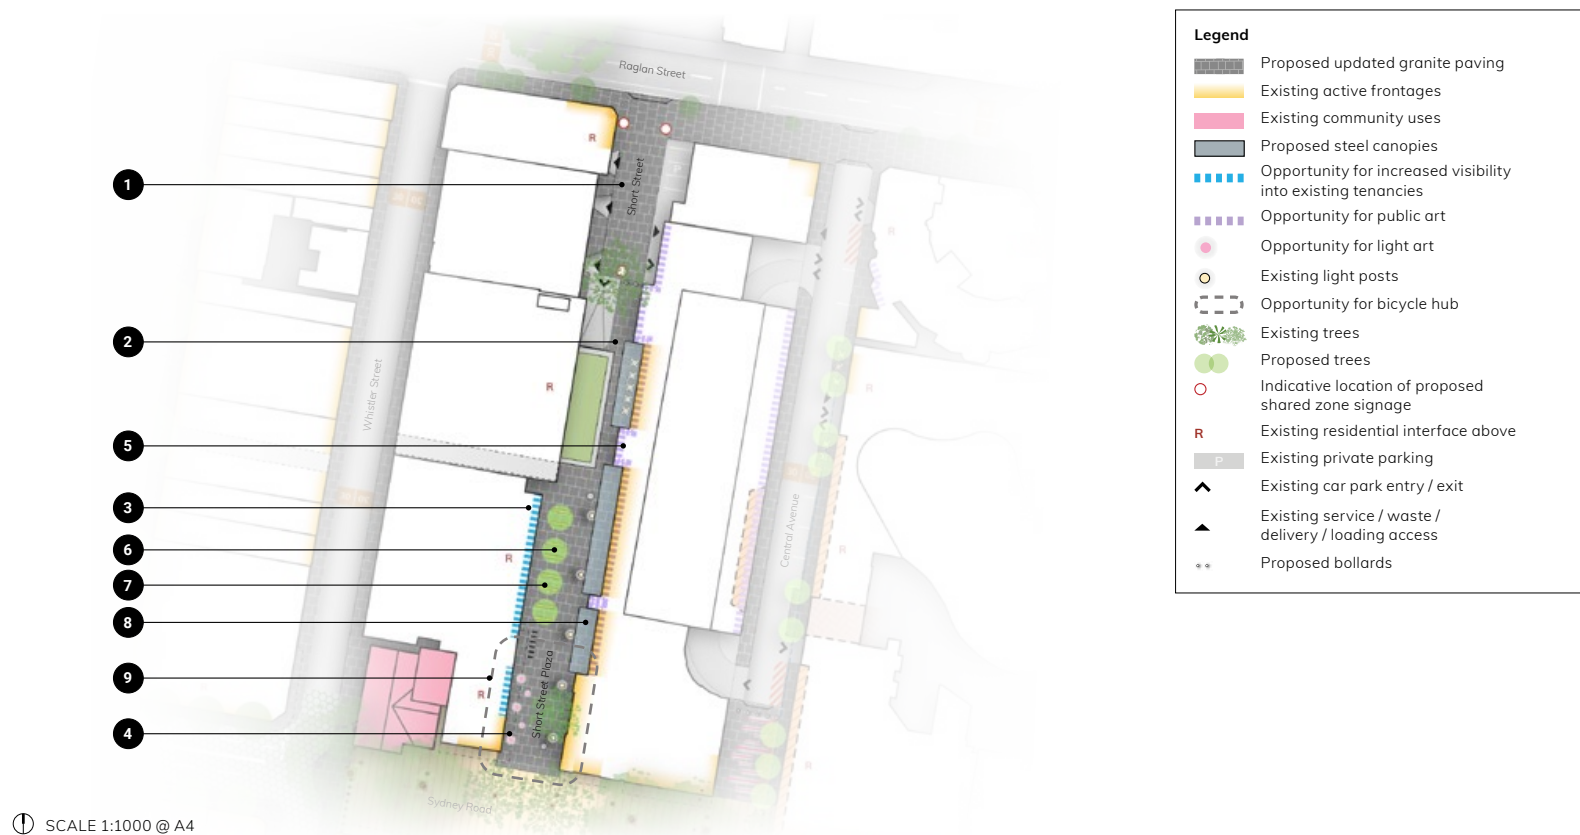 Raglan Street
R
1
Short Street
P
R
2
Whistler Street
R
R
5
3
Central Avenue
6
R
R
7
8
Short Street Plaza
9
R
4
R
Sydney Road
SCALE 1:1000 @ A4
Legend
Proposed updated granite paving
Existing active frontages
Existing community uses
Proposed steel canopies
Opportunity for increased visibility
into existing tenancies
Opportunity for public art
Opportunity for light art
Existing light posts
Opportunity for bicycle hub
Existing trees
Proposed trees
Indicative location of proposed
shared zone signage
R
Existing residential interface above
P
Existing private parking
Existing car park entry / exit
Existing service / waste /
delivery / loading access
Proposed bollards